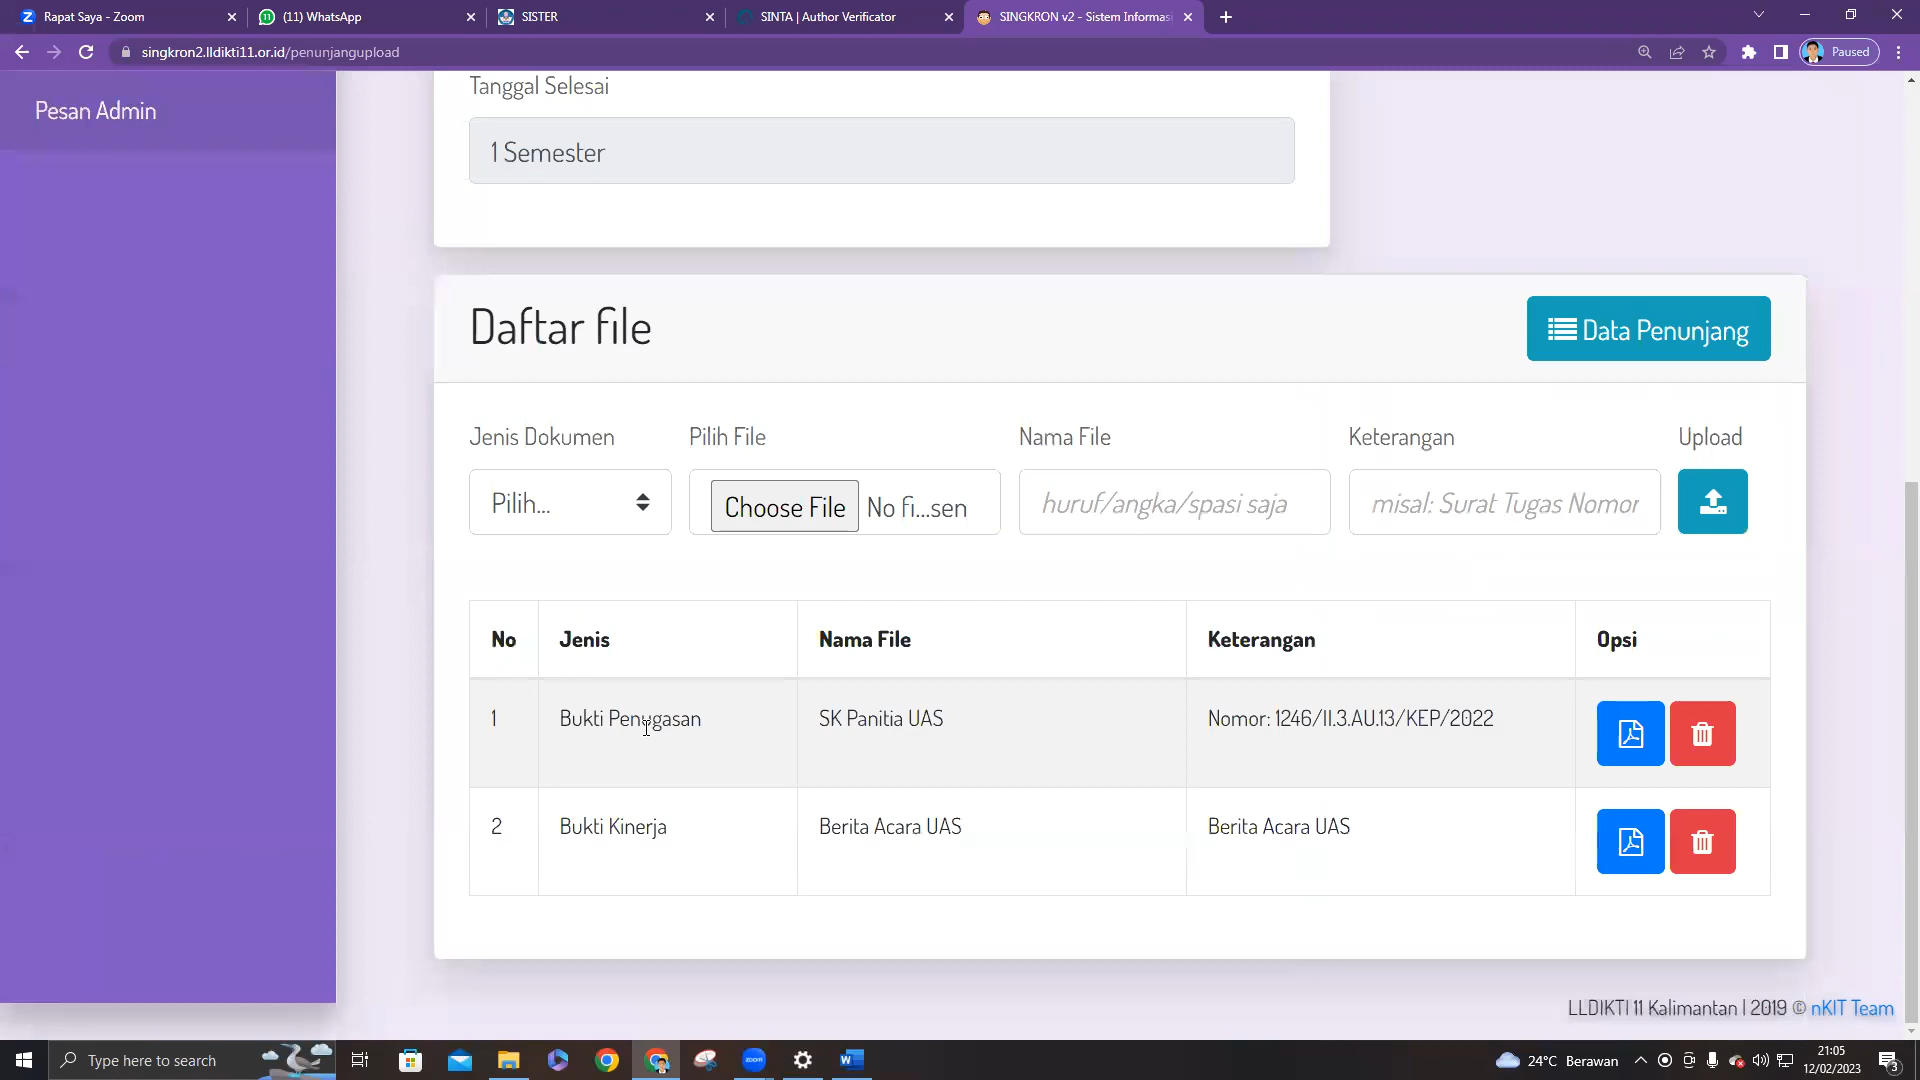 Rapat Saya - Zoom
(11) WhatsApp
SISTER
SINTA | Author Verificator
SINGKRON v2 - Sistem Informasi
singkron2.lldikti11.or.id/penunjangupload
Paused
Pesan Admin
Tanggal Selesai
1 Semester
Daftar file
Data Penunjang
Jenis Dokumen Pilih File Nama File Keterangan Upload
Pilih... Choose File No fi...sen huruf/angka/spasi saja misal: Surat Tugas Nomor
No Jenis Nama File Keterangan Opsi
1 Bukti Penugasan SK Panitia UAS Nomor: 1246/II.3.AU.13/KEP/2022
2 Bukti Kinerja Berita Acara UAS Berita Acara UAS
LLDIKTI 11 Kalimantan | 2019 © nKIT Team
Type here to search
zoom
24°C Berawan
21:05
12/02/2023
3